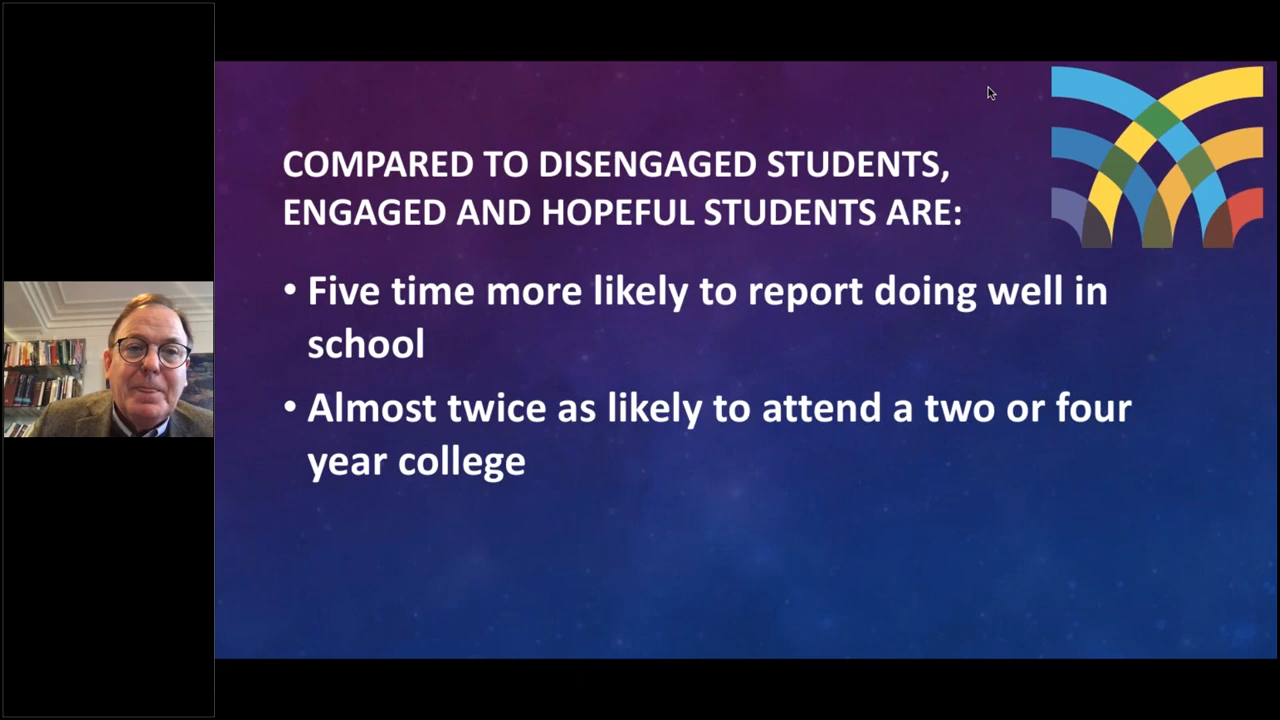 COMPARED TO DISENGAGED STUDENTS,
ENGAGED AND HOPEFUL STUDENTS ARE:
• Five time more likely to report doing well in
school
• Almost twice as likely to attend a two or four
year college